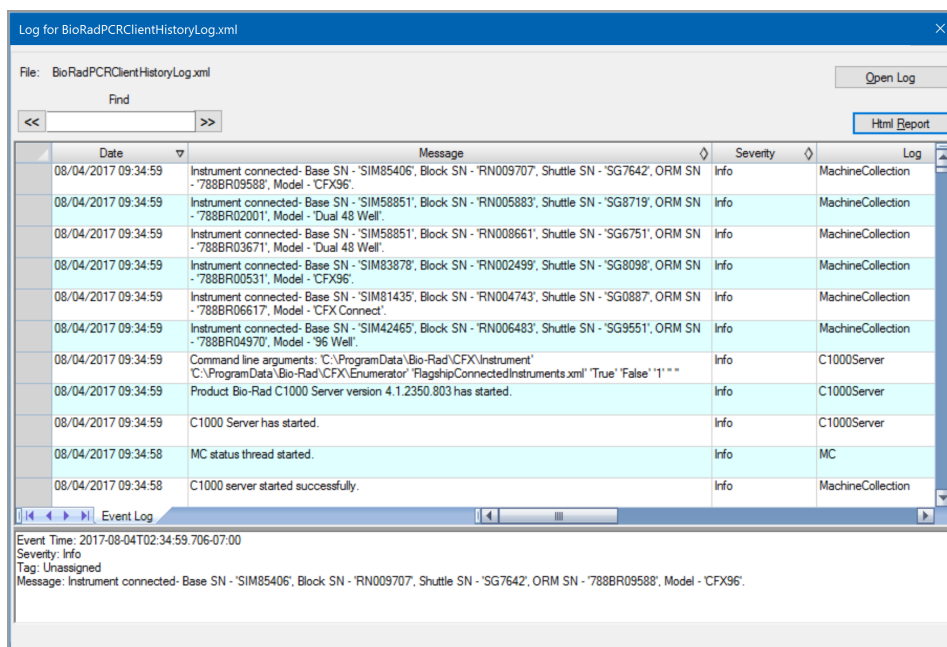 Log for BioRadPCRClientHistoryLog.xml
File: BioRadPCRClientHistoryLog.xml
Open Log
Find
<< >>
Html Report
Date Message Severity Log
08/04/2017 09:34:59 Instrument connected- Base SN - 'SIM85406', Block SN - 'RN009707', Shuttle SN - 'SG7642', ORM SN Info MachineCollection
- '788BR09588', Model - 'CFX96'.
08/04/2017 09:34:59 Instrument connected- Base SN - 'SIM58851', Block SN - 'RN005883', Shuttle SN - 'SG8719', ORM SN Info MachineCollection
- '788BR02001', Model - 'Dual 48 Well'.
08/04/2017 09:34:59 Instrument connected- Base SN - 'SIM58851', Block SN - 'RN008661', Shuttle SN - 'SG6751', ORM SN Info MachineCollection
- '788BR03671', Model - 'Dual 48 Well'.
08/04/2017 09:34:59 Instrument connected- Base SN - 'SIM83878', Block SN - 'RN002499', Shuttle SN - 'SG8098', ORM SN Info MachineCollection
- '788BR00531', Model - 'CFX96'.
08/04/2017 09:34:59 Instrument connected- Base SN - 'SIM81435', Block SN - 'RN004743', Shuttle SN - 'SG0887', ORM SN Info MachineCollection
- '788BR06617', Model - 'CFX Connect'.
08/04/2017 09:34:59 Instrument connected- Base SN - 'SIM42465', Block SN - 'RN006483', Shuttle SN - 'SG9551', ORM SN Info MachineCollection
- '788BR04970', Model - '96 Well'.
08/04/2017 09:34:59 Command line arguments: 'C:\ProgramData\Bio-Rad\CFX\Instrument' Info C1000Server
'C:\ProgramData\Bio-Rad\CFX\Enumerator' 'FlagshipConnectedInstruments.xml' 'True' 'False' '1' '' ''
08/04/2017 09:34:59 Product Bio-Rad C1000 Server version 4.1.2350.803 has started. Info C1000Server
08/04/2017 09:34:59 C1000 Server has started. Info C1000Server
08/04/2017 09:34:58 MC status thread started. Info MC
08/04/2017 09:34:58 C1000 server started successfully. Info MachineCollection
Event Log
Event Time: 2017-08-04T02:34:59.706-07:00
Severity: Info
Tag: Unassigned
Message: Instrument connected- Base SN - 'SIM85406', Block SN - 'RN009707', Shuttle SN - 'SG7642', ORM SN - '788BR09588', Model - 'CFX96'.